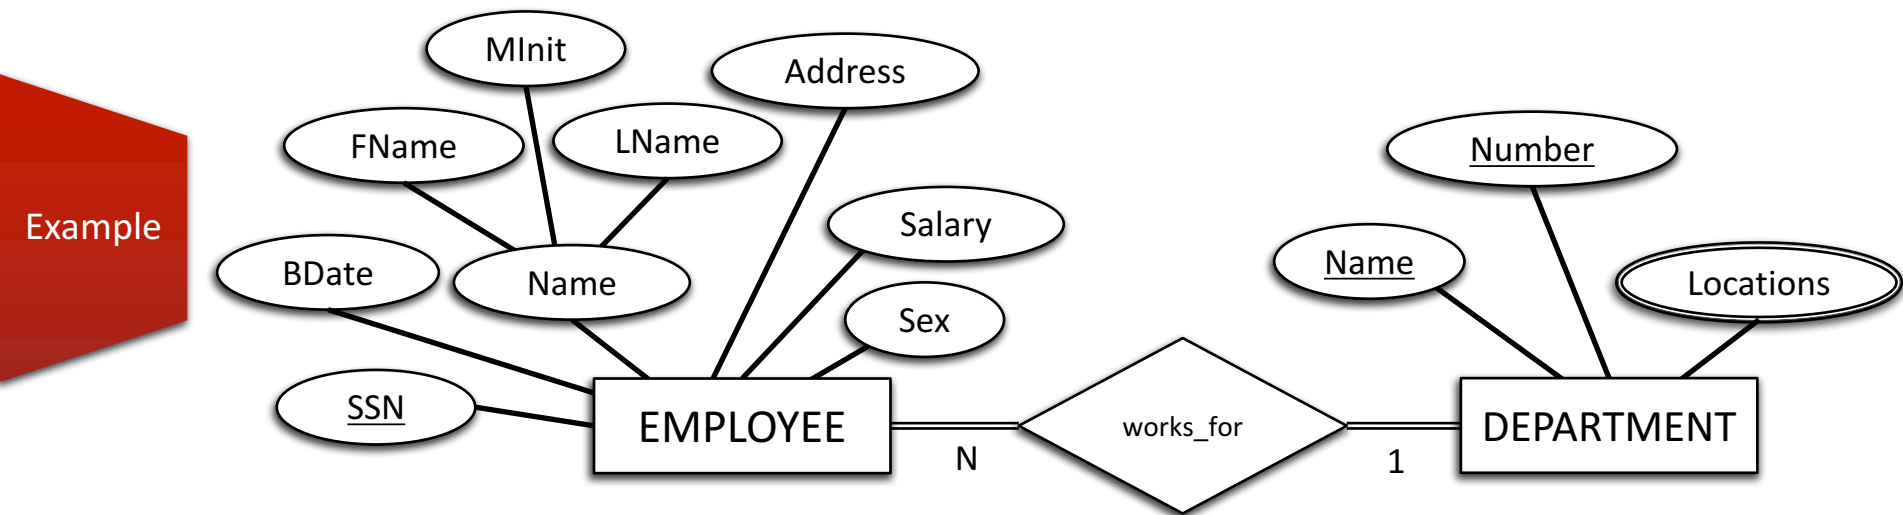 Example
MInit
Address
FName
LName
Number
Salary
Name
BDate
Name
Locations
Sex
SSN
EMPLOYEE
works_for
DEPARTMENT
N
1